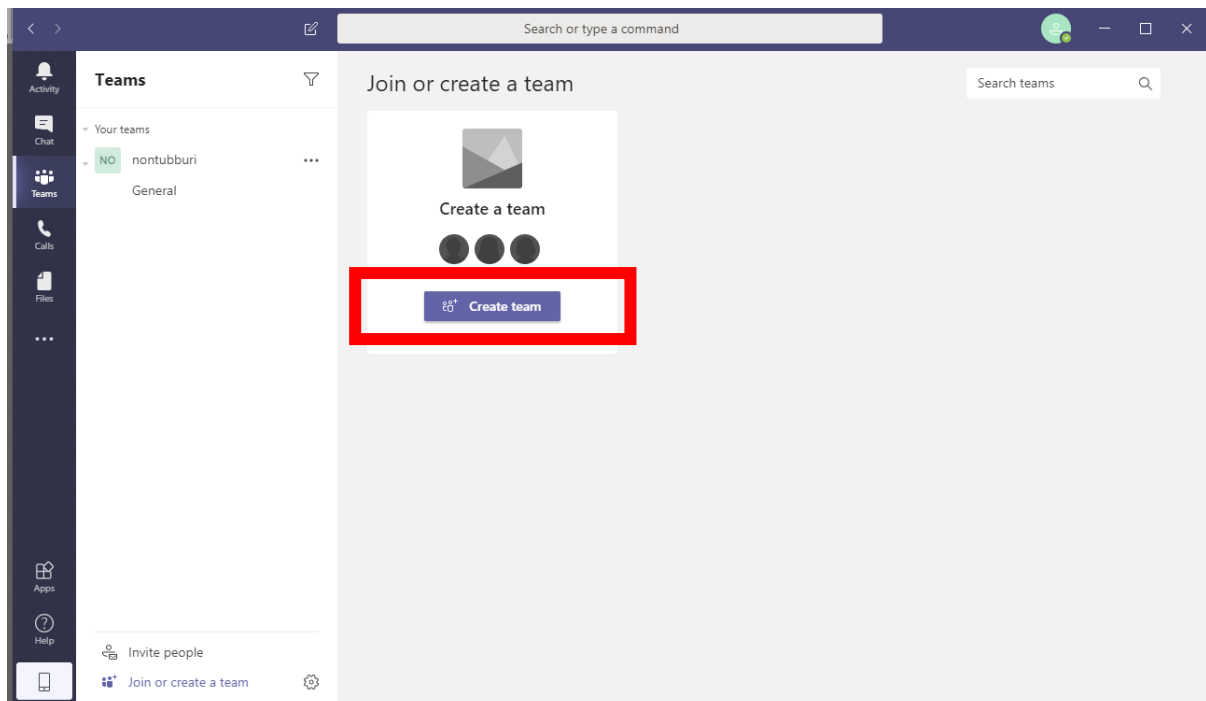 Search or type a command
Activity
Chat
Teams
Calls
Files
Apps
Help
Teams
Your teams
NO nontubburi
General
Invite people
Join or create a team
Join or create a team
Search teams
Create a team
Create team